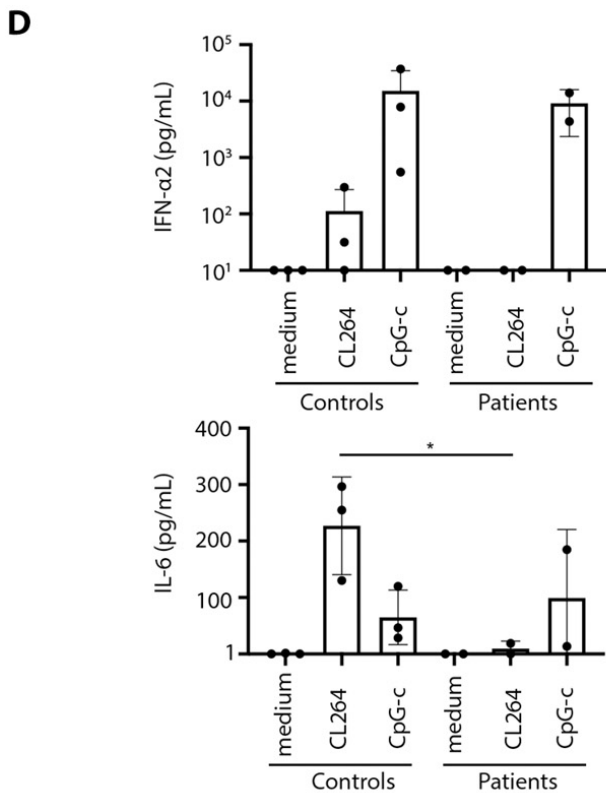 D
IFN-α2 (pg/mL)
10⁵
10⁴
10³
10²
10¹
medium
CL264
CpG-c
medium
CL264
CpG-c
Controls
Patients
IL-6 (pg/mL)
400
300
200
100
1
*
medium
CL264
CpG-c
medum
CL264
CpG-c
Controls
Patients